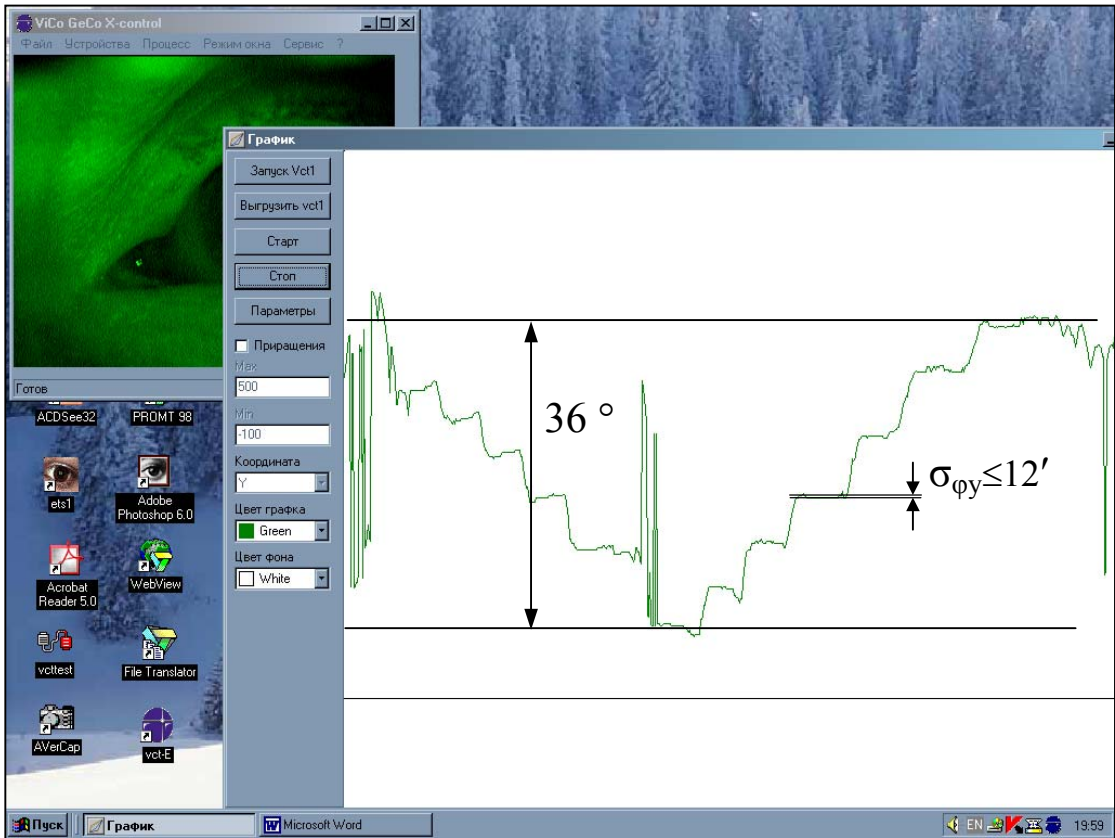 ViCo GeCo X-control
Файл Устройства Процесс Режим окна Сервис ?
Готов
График
Запуск Vct1
Выгрузить vct1
Старт
Стоп
Параметры
Приращения
Max
500
Min
-100
Координата
Y
Цвет графка
Green
Цвет фона
White
36 °
σφy≤12′
ACDSee32
PROMT 98
ets1
Adobe
Photoshop 6.0
Acrobat
Reader 5.0
WebView
vcttest
File Translator
AVerCap
vct-E
Пуск
График
Microsoft Word
EN
19:59